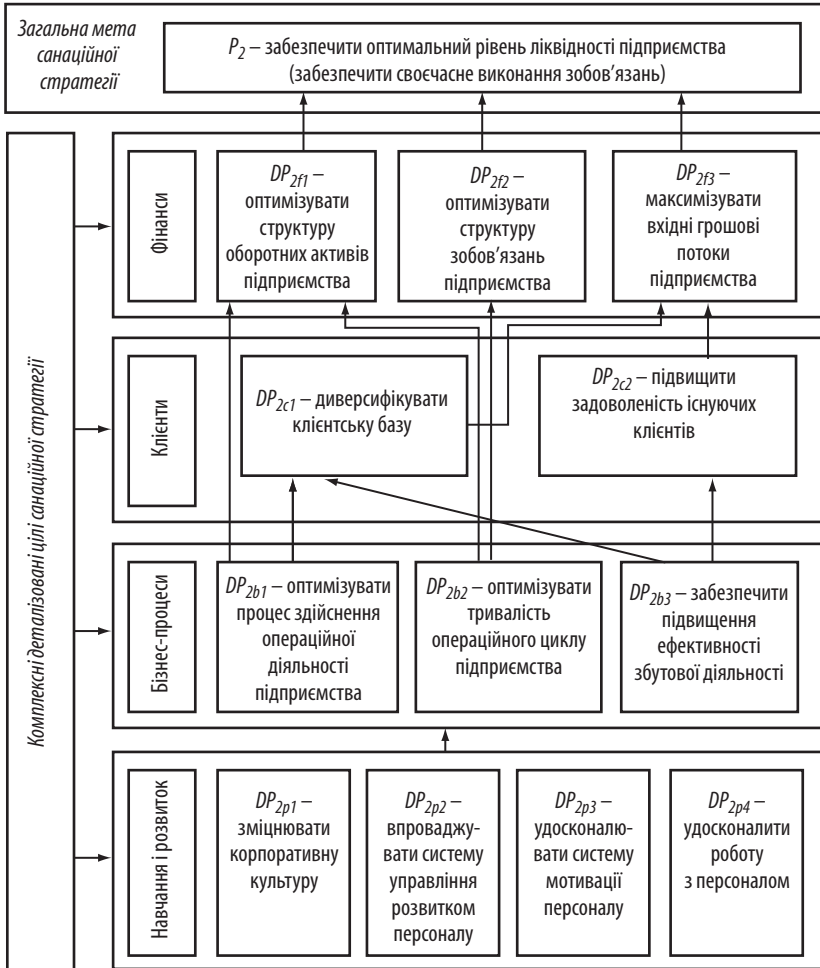 Загальна мета
санаційної
стратегії
P2 – забезпечити оптимальний рівень ліквідності підприємства
(забезпечити своєчасне виконання зобов’язань)
Комплексні деталізовані цілі санаційної стратегії
Фінанси
DP2f1 –
оптимізувати
структуру
оборотних активів
підприємства
DP2f2 –
оптимізувати
структуру
зобов’язань
підприємства
DP2f3 –
максимізувати
вхідні грошові
потоки
підприємства
Клієнти
DP2c1 – диверсифікувати
клієнтську базу
DP2c2 – підвищити
задоволеність існуючих
клієнтів
Бізнес-процеси
DP2b1 – оптимізувати
процес здійснення
операційної
діяльності
підприємства
DP2b2 – оптимізувати
тривалість
операційного циклу
підприємства
DP2b3 – забезпечити
підвищення
ефективності
збутової діяльності
Навчання і розвиток
DP2p1 –
зміцнювати
корпоративну
культуру
DP2p2 –
впроваджу-
вати систему
управління
розвитком
персоналу
DP2p3 –
удосконалю-
вати систему
мотивації
персоналу
DP2p4 –
удосконалити
роботу
з персоналом